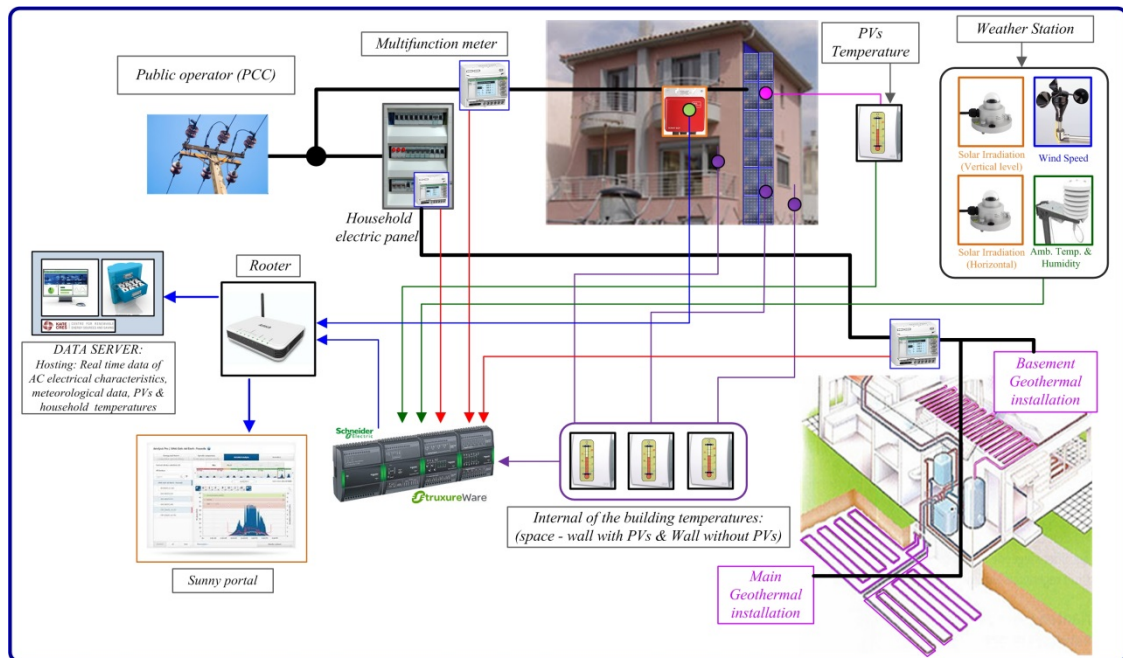 Multifunction meter
PVs
Temperature
Weather Station
Public operator (PCC)
Solar Irradiation
(Vertical level)
Wind Speed
Household
electric panel
Solar Irradiation
(Horizontal)
Amb. Temp. &
Humidity
Rooter
DATA SERVER:
Hosting: Real time data of
AC electrical characteristics,
meteorological data, PVs &
household temperatures
Basement
Geothermal
installation
Schneider
Electric
StruxureWare
Internal of the building temperatures:
(space - wall with PVs & Wall without PVs)
Sunny portal
Main
Geothermal
installation